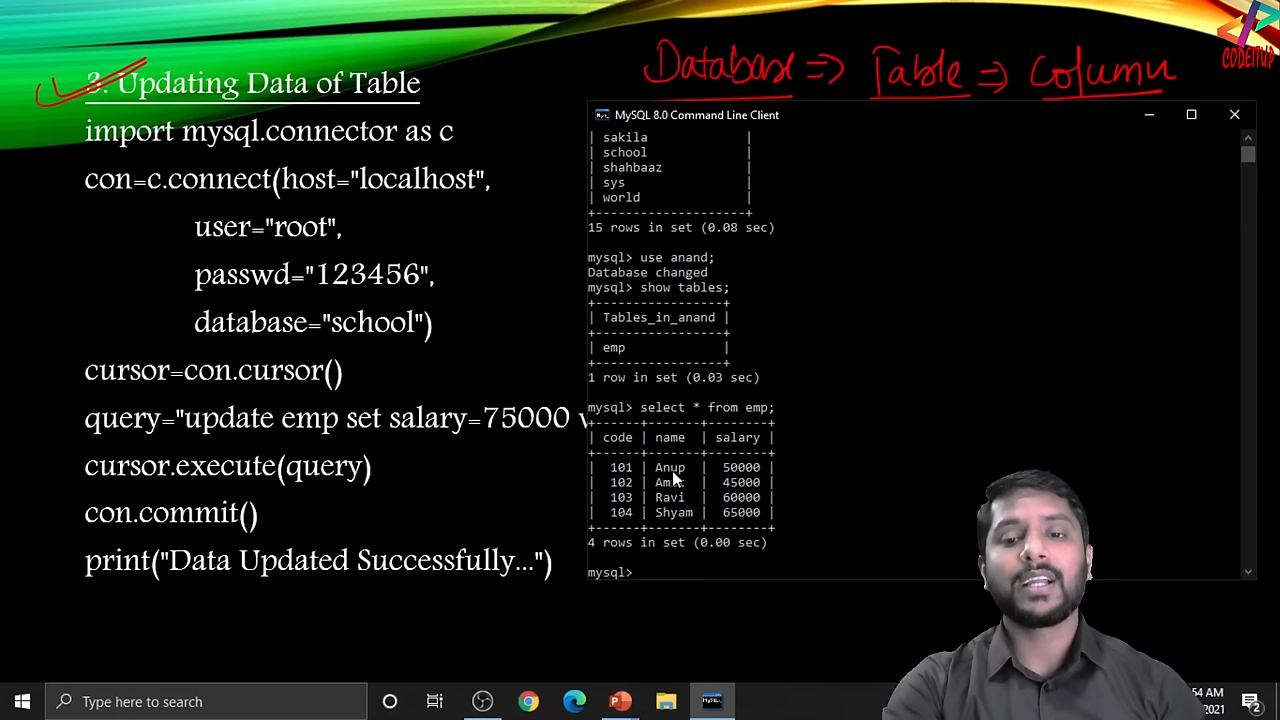 Database => Table => Column
CODEITUP
3. Updating Data of Table
import mysql.connector as c
con=c.connect(host="localhost",
user="root",
passwd="123456",
database="school")
cursor=con.cursor()
query="update emp set salary=75000
cursor.execute(query)
con.commit()
print("Data Updated Successfully...")
MySQL 8.0 Command Line Client
| sakila |
| school |
| shahbaaz |
| sys |
| world |
+--------------------+
15 rows in set (0.08 sec)
mysql> use anand;
Database changed
mysql> show tables;
+-----------------+
| Tables_in_anand |
+-----------------+
| emp |
+-----------------+
1 row in set (0.03 sec)
mysql> select * from emp;
+------+-------+--------+
| code | name | salary |
+------+-------+--------+
| 101 | Anup | 50000 |
| 102 | | 45000 |
| 103 | Ravi | 60000 |
| 104 | Shyam | 65000 |
+------+-------+--------+
4 rows in set (0.00 sec)
mysql>
Type here to search
54 AM
2021
2